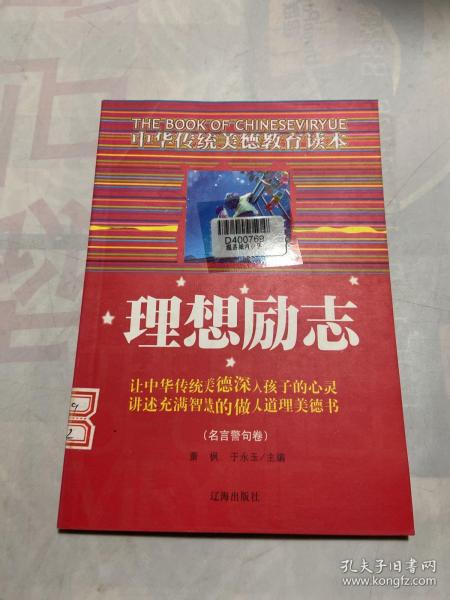 THE BOOK OF CHINESEVIRYUE
中华传统美德教育读本
D400769
理想励志
让中华传统美德深入孩子的心灵
讲述充满智慧的做人道理美德书
(名言警句卷)
萧枫 于永玉/主编
辽海出版社
2
孔夫子旧书网
www.kongfz.com